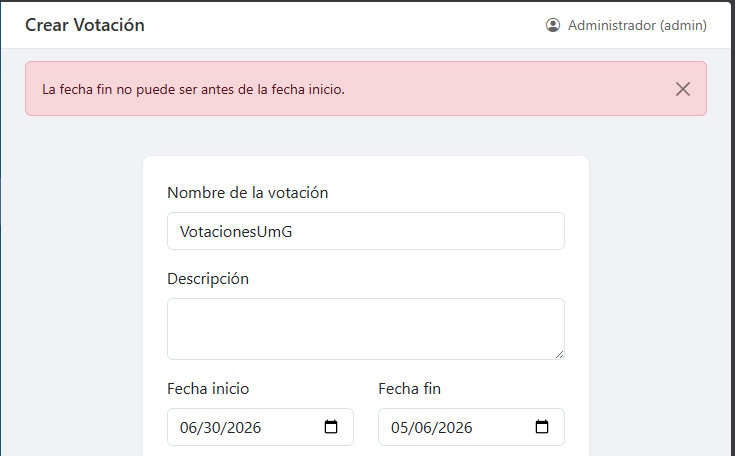 Crear Votación
Administrador (admin)
La fecha fin no puede ser antes de la fecha inicio.
Nombre de la votación
VotacionesUmG
Descripción
Fecha inicio Fecha fin
06/30/2026 05/06/2026